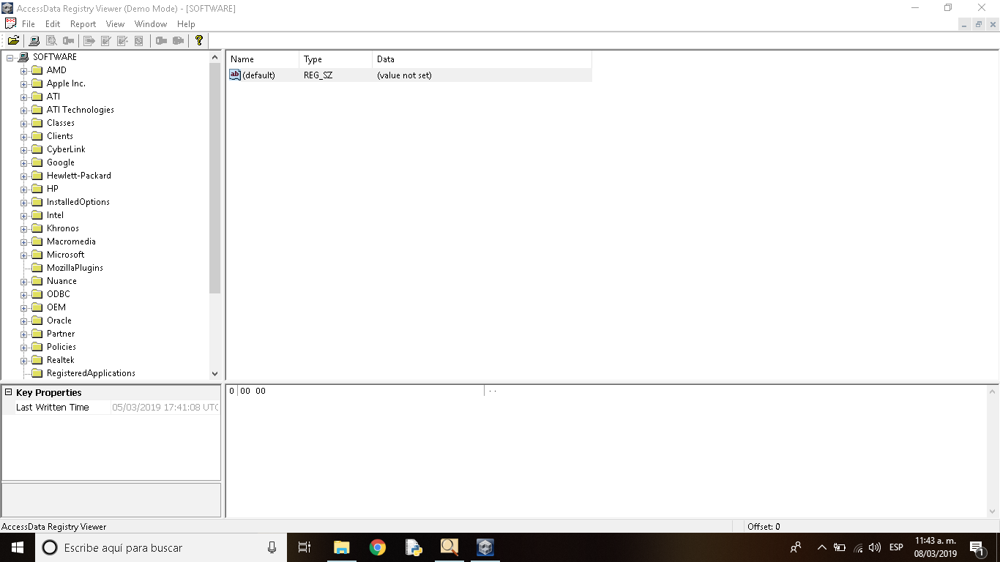 AccessData Registry Viewer (Demo Mode) - [SOFTWARE]
File Edit Report View Window Help
SOFTWARE
AMD
Apple Inc.
ATI
ATI Technologies
Classes
Clients
CyberLink
Google
Hewlett-Packard
HP
InstalledOptions
Intel
Khronos
Macromedia
Microsoft
MozillaPlugins
Nuance
ODBC
OEM
Oracle
Partner
Policies
Realtek
RegisteredApplications
Name Type Data
ab (default) REG_SZ (value not set)
Key Properties
Last Written Time 05/03/2019 17:41:08 UTC
0 00 00 ..
AccessData Registry Viewer Offset: 0
Escribe aquí para buscar
ESP
11:43 a. m.
08/03/2019
1